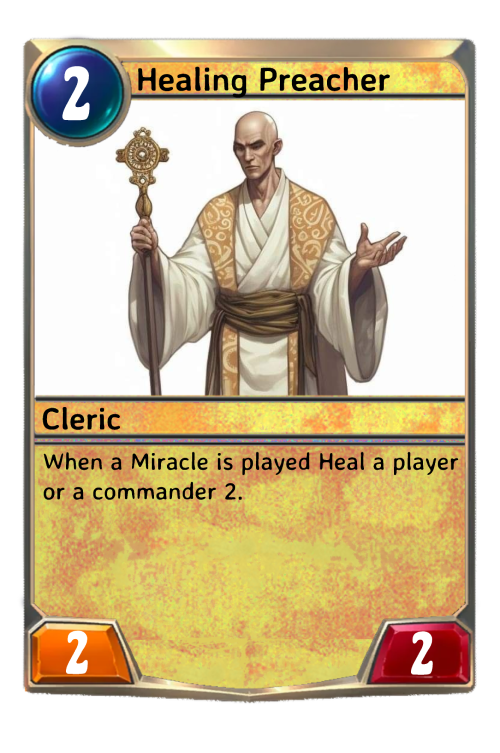 2
Healing Preacher
Cleric
When a Miracle is played Heal a player
or a commander 2.
2
2